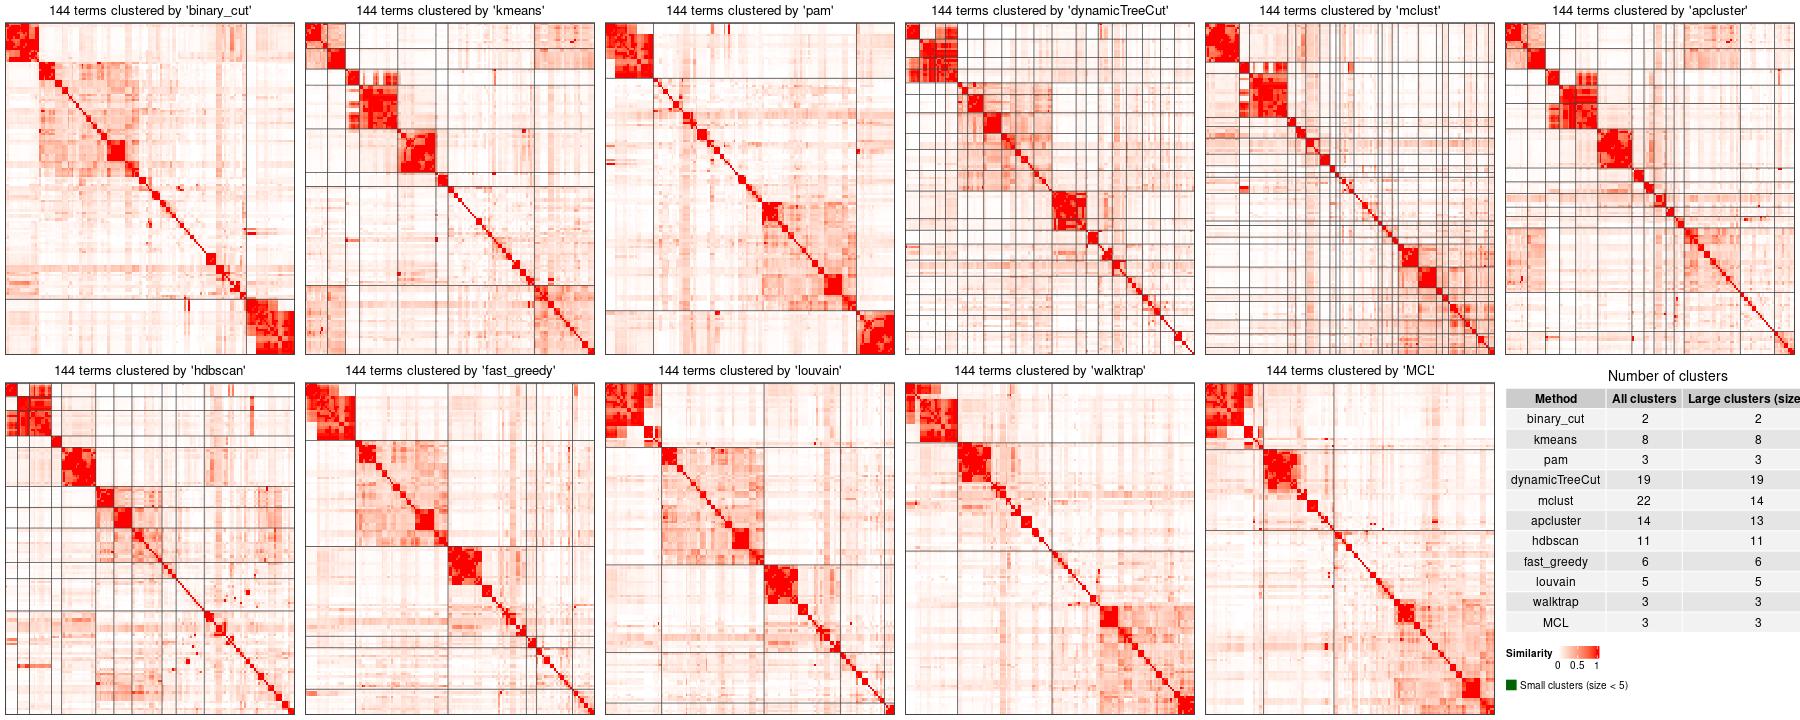 144 terms clustered by 'binary_cut'
144 terms clustered by 'kmeans'
144 terms clustered by 'pam'
144 terms clustered by 'dynamicTreeCut'
144 terms clustered by 'mclust'
144 terms clustered by 'apcluster'
144 terms clustered by 'hdbscan'
144 terms clustered by 'fast_greedy'
144 terms clustered by 'louvain'
144 terms clustered by 'walktrap'
144 terms clustered by 'MCL'
Number of clusters
Method All clusters Large clusters (size
binary_cut 2 2
kmeans 8 8
pam 3 3
dynamicTreeCut 19 19
mclust 22 14
apcluster 14 13
hdbscan 11 11
fast_greedy 6 6
louvain 5 5
walktrap 3 3
MCL 3 3
Similarity
0 0.5 1
Small clusters (size < 5)